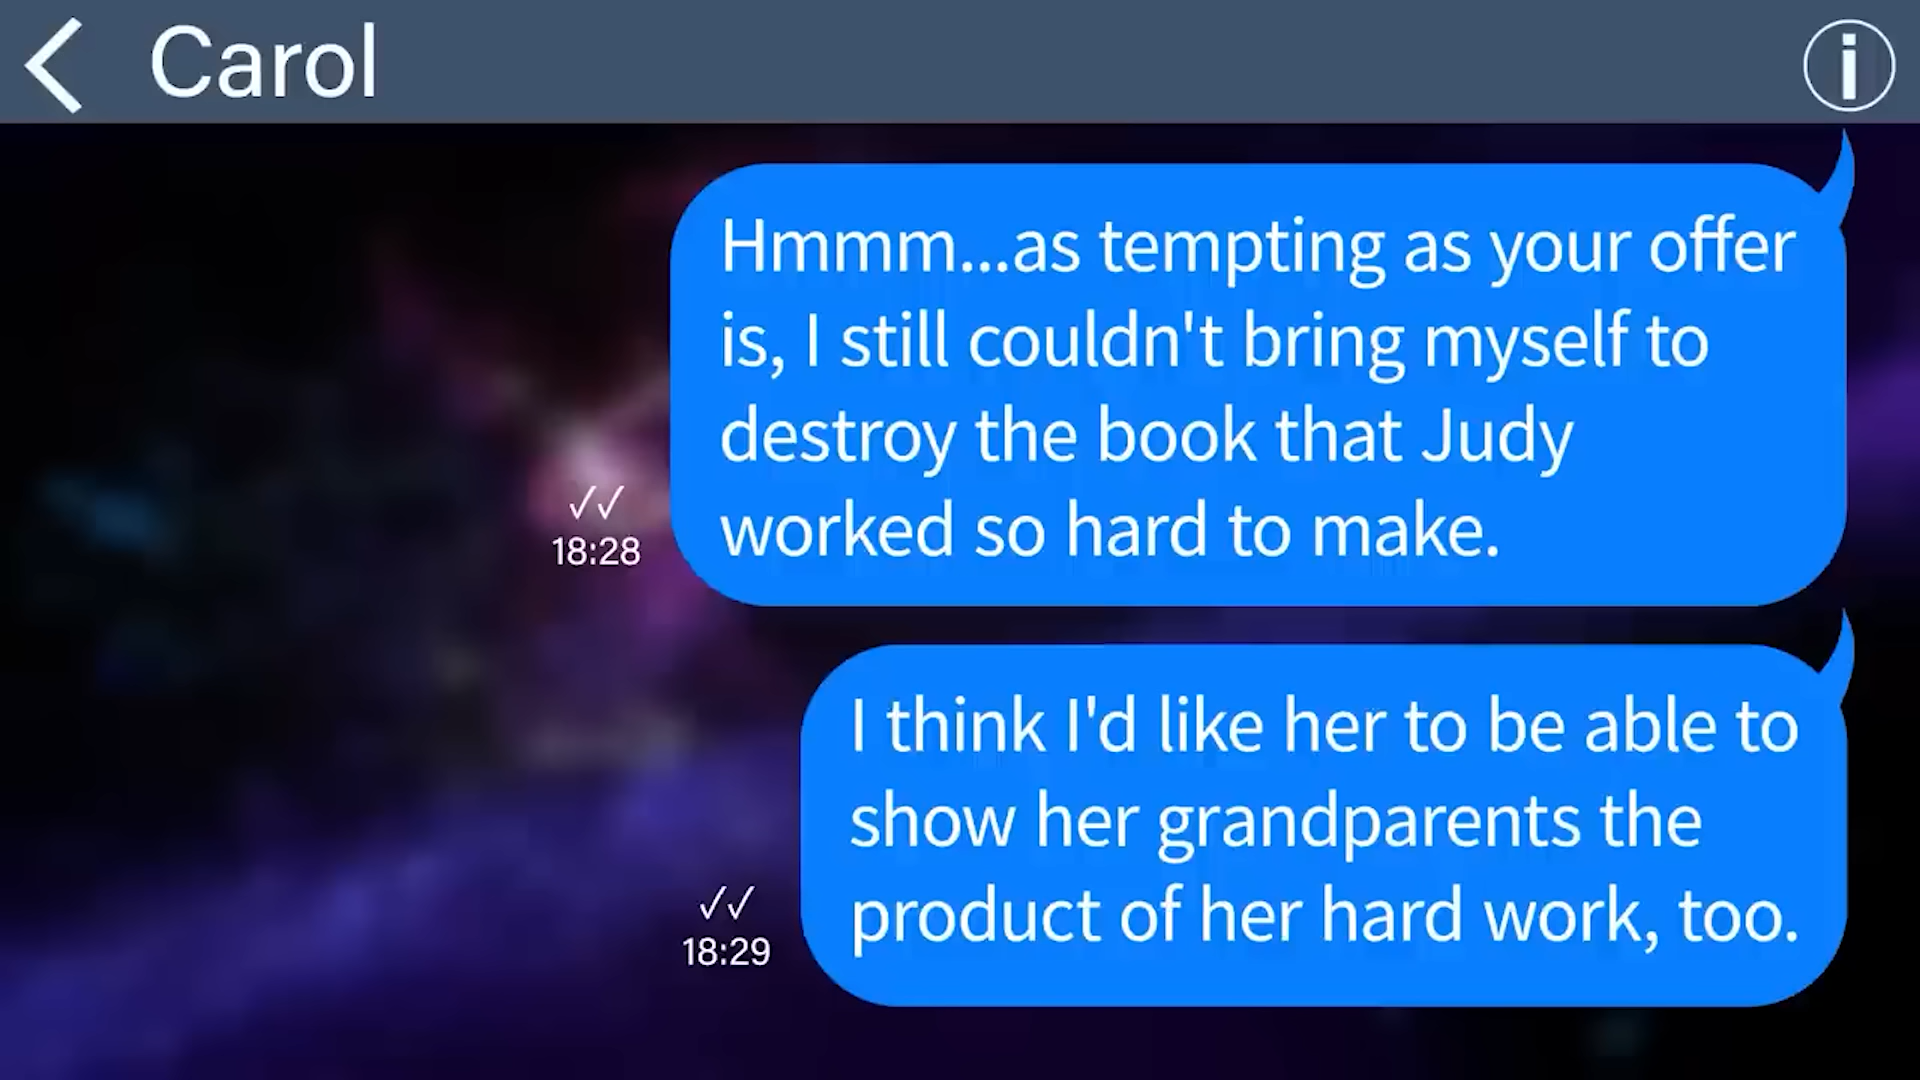 Carol
Hmmm...as tempting as your offer
is, I still couldn't bring myself to
destroy the book that Judy
worked so hard to make.
18:28
I think I'd like her to be able to
show her grandparents the
product of her hard work, too.
18:29